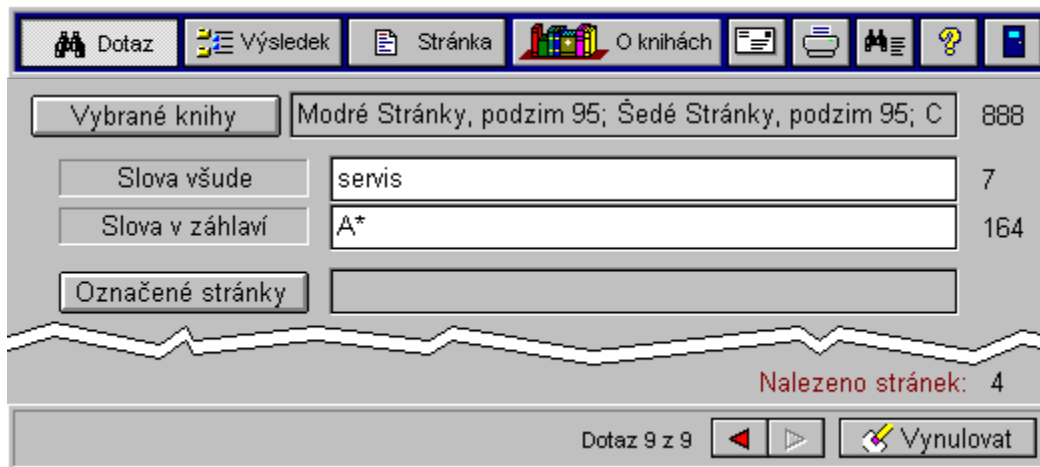 Dotaz Výsledek Stránka O knihách
Vybrané knihy Modré Stránky, podzim 95; Šedé Stránky, podzim 95; C 888
Slova všude servis 7
Slova v záhlaví A* 164
Označené stránky
Nalezeno stránek: 4
Dotaz 9 z 9 Vynulovat